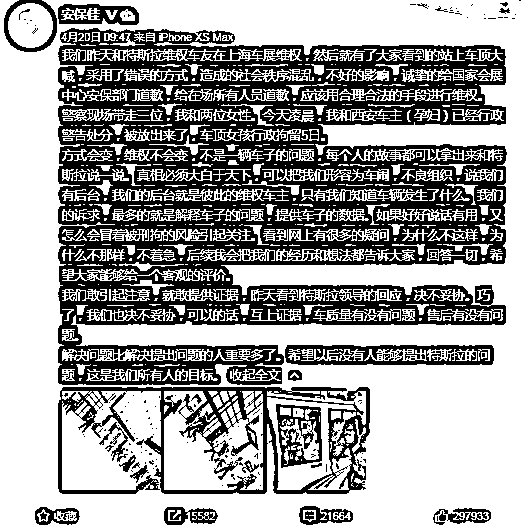 安保佳
4月20日 09:47 来自 iPhone XS Max
我们昨天和特斯拉维权车友在上海车展维权，然后就有了大家看到的站上车顶大
喊，采用了错误的方式，造成的社会秩序混乱，不好的影响，诚挚的给国家会展
中心安保部门道歉，给在场所有人员道歉，应该用合理合法的手段进行维权。
警察现场带走三位，我和两位女性。今天凌晨，我和西安车主（孕妇）已经行政
警告处分，被放出来了，车顶女孩行政拘留5日。
方式会变，维权不会变，不是一辆车子的问题，每个人的故事都可以拿出来和特
斯拉说一说。真相必须大白于天下，可以把我们形容为车闹，不良组织，说我们
有后台，我们的后台就是彼此的维权车主，只有我们知道车辆发生了什么。我们
的诉求，最多的就是解释车子的问题，提供车子的数据。如果好好说话有用，又
怎么会冒着被刑拘的风险引起关注。看到网上有很多的疑问，为什么不这样，为
什么不那样，不着急，后续我会把我们的经历和想法都告诉大家，回答一切，希
望大家能够给一个客观的评价。
我们敢引起注意，就敢提供证据，昨天看到特斯拉领导的回应，决不妥协。巧
了，我们也决不妥协，可以的话，互上证据，车质量有没有问题，售后有没有问
题。
解决问题比解决提出问题的人重要多了。希望以后没有人能够提出特斯拉的问
题，这是我们所有人的目标。 收起全文
收藏 15582 21664 297933